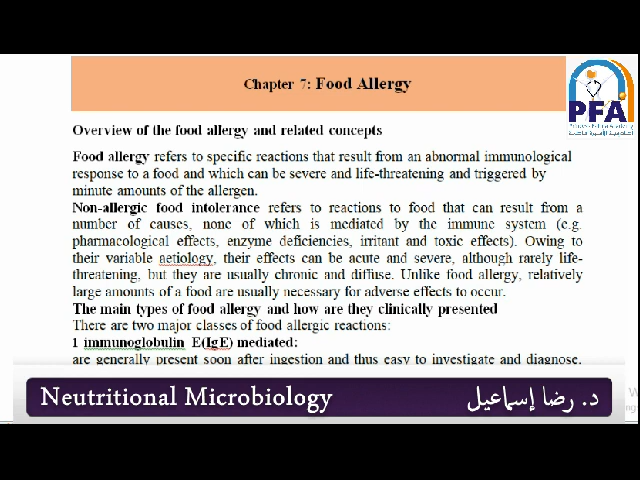 Chapter 7: Food Allergy
PFA
Overview of the food allergy and related concepts
Food allergy refers to specific reactions that result from an abnormal immunological
response to a food and which can be severe and life-threatening and triggered by
minute amounts of the allergen.
Non-allergic food intolerance refers to reactions to food that can result from a
number of causes, none of which is mediated by the immune system (e.g.
pharmacological effects, enzyme deficiencies, irritant and toxic effects). Owing to
their variable aetiology, their effects can be acute and severe, although rarely life-
threatening, but they are usually chronic and diffuse. Unlike food allergy, relatively
large amounts of a food are usually necessary for adverse effects to occur.
The main types of food allergy and how are they clinically presented
There are two major classes of food allergic reactions:
1 immunoglobulin E(IgE) mediated:
are generally present soon after ingestion and thus easy to investigate and diagnose.
Neutritional Microbiology
د. رضا إسماعيل